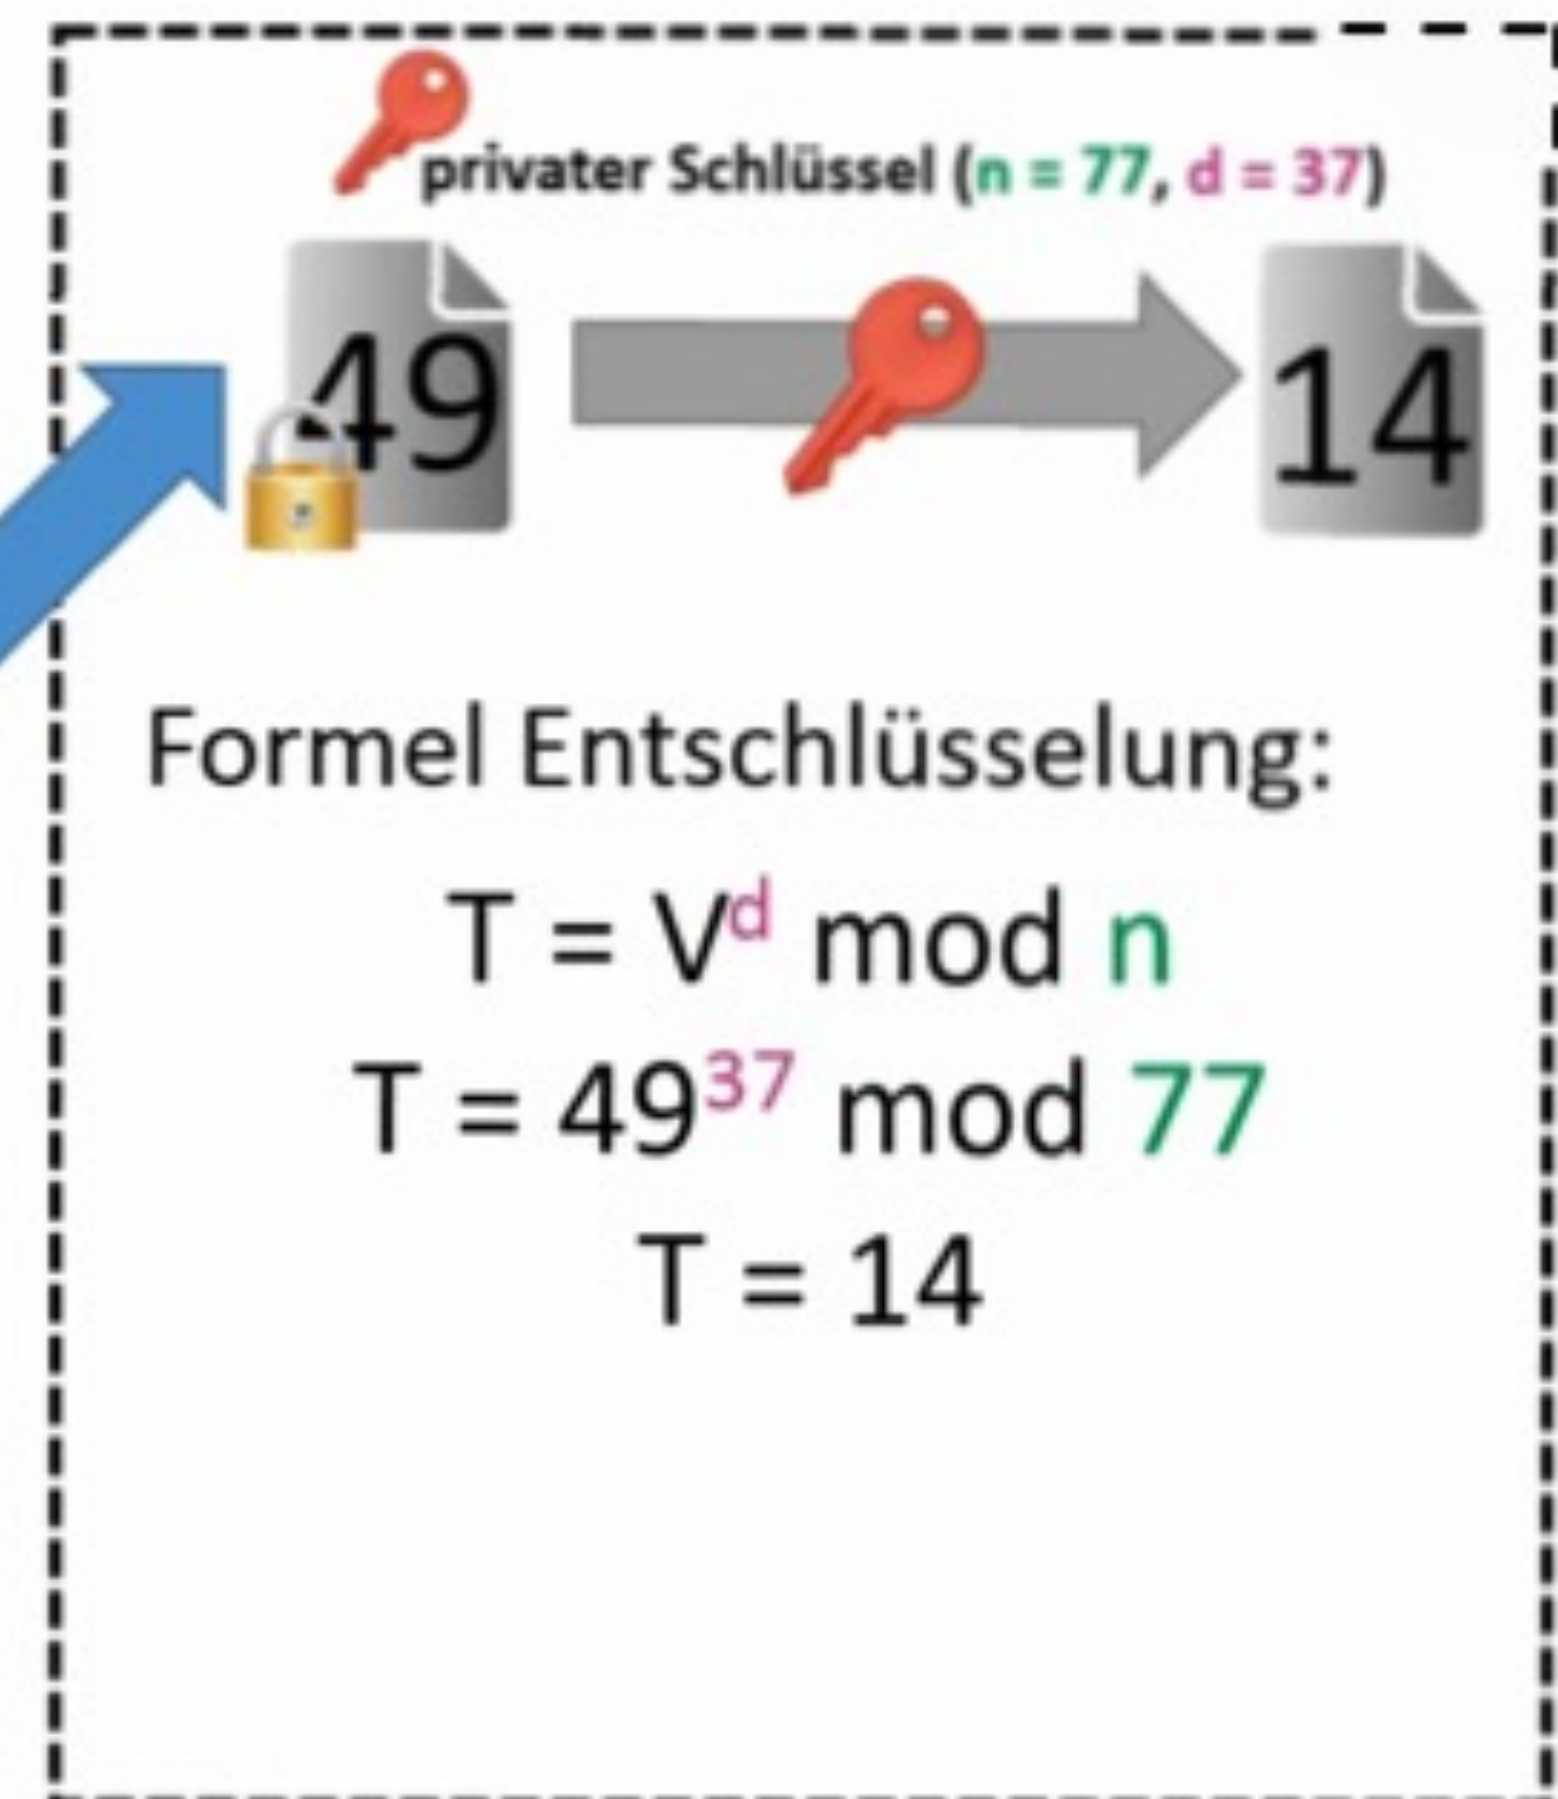 privater Schlüssel (n = 77, d = 37)
49
14
Formel Entschlüsselung:
T = V^d mod n
T = 49^37 mod 77
T = 14